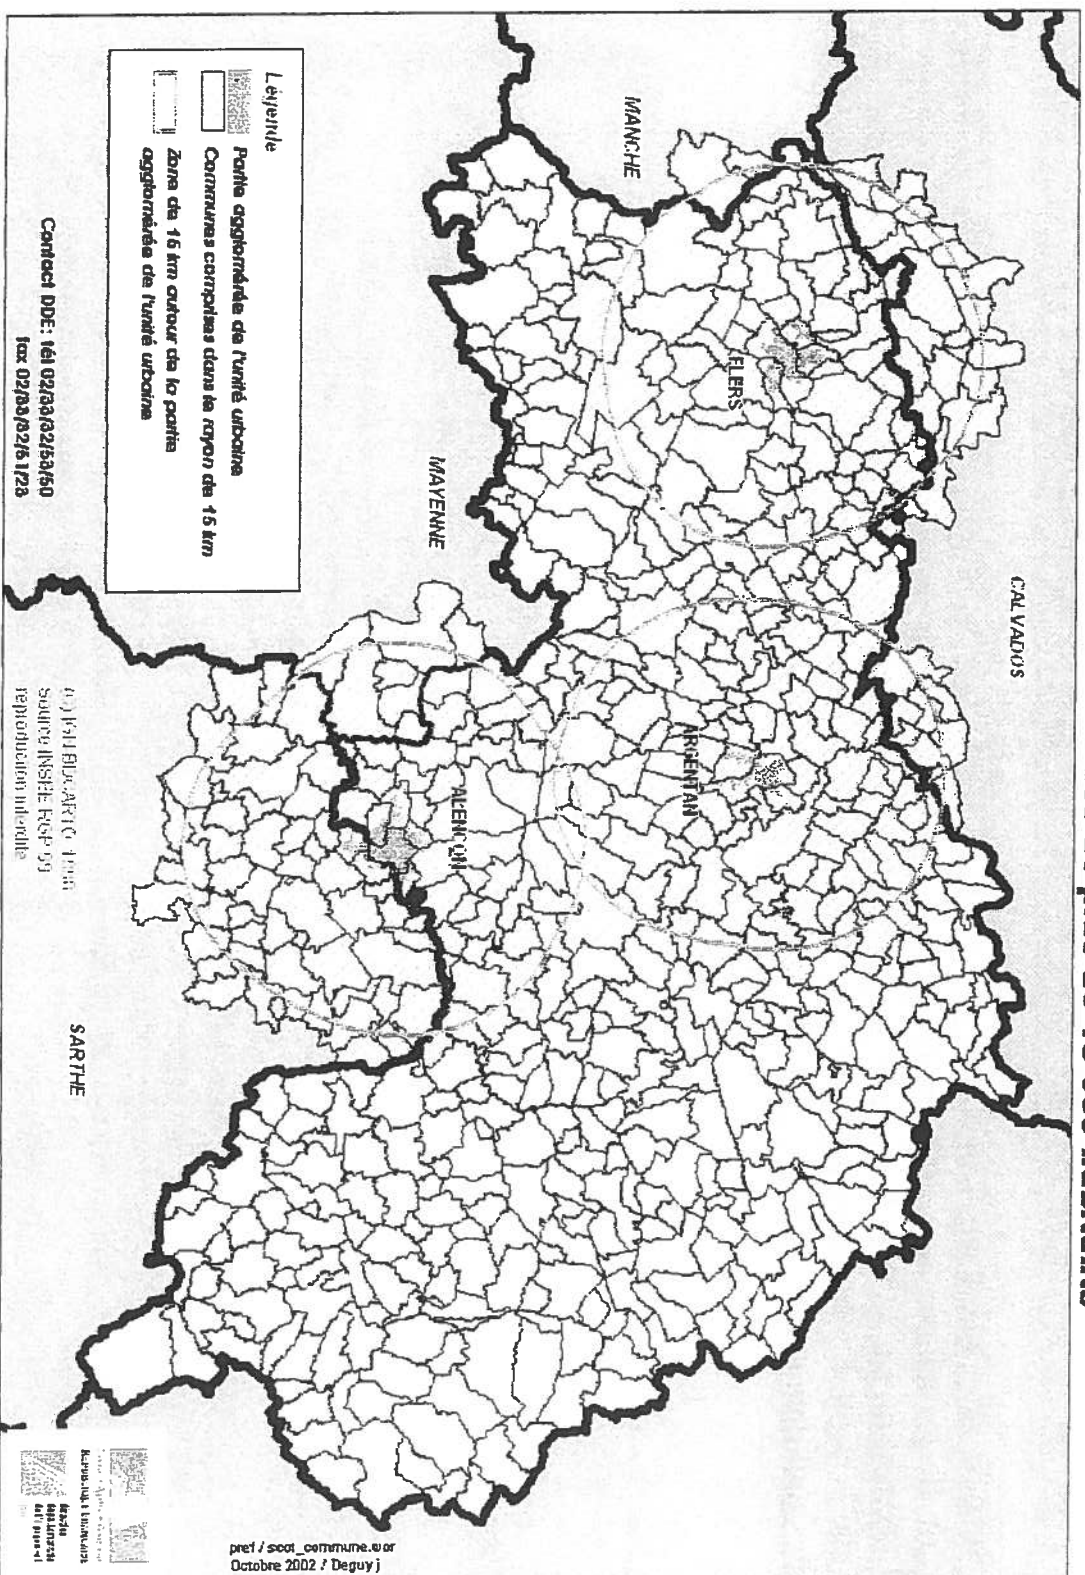 CALVADOS
MANCHE
FLERS
ARGENTAN
ALENCON
MAYENNE
SARTHE
Légende
Partie agglomérée de l'unité urbaine
Communes comprises dans le rayon de 15 km
Zone de 15 km autour de la partie
agglomérée de l'unité urbaine
Contact DDE: tél 02/33/32/53/50
fax 02/33/32/51/23
(c) IGN BDCARTO
source INSEE RGP 99
reproduction interdite
pref / scot_commune.wor
Octobre 2002 / Deguy j